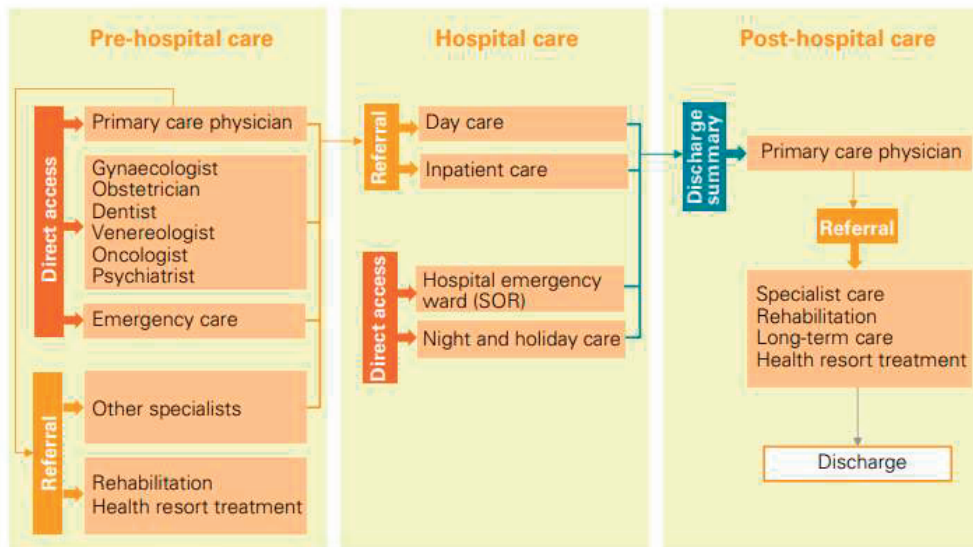 Pre-hospital care
Direct access
Primary care physician
Gynaecologist
Obstetrician
Dentist
Venereologist
Oncologist
Psychiatrist
Emergency care
Referral
Other specialists
Rehabilitation
Health resort treatment
Hospital care
Referral
Day care
Inpatient care
Direct access
Hospital emergency
ward (SOR)
Night and holiday care
Post-hospital care
Discharge
summary
Primary care physician
Referral
Specialist care
Rehabilitation
Long-term care
Health resort treatment
Discharge